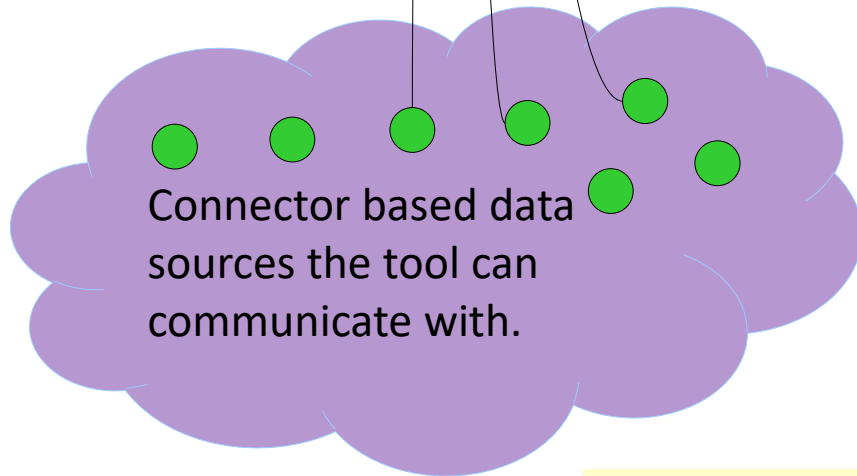 Connector based data
sources the tool can
communicate with.